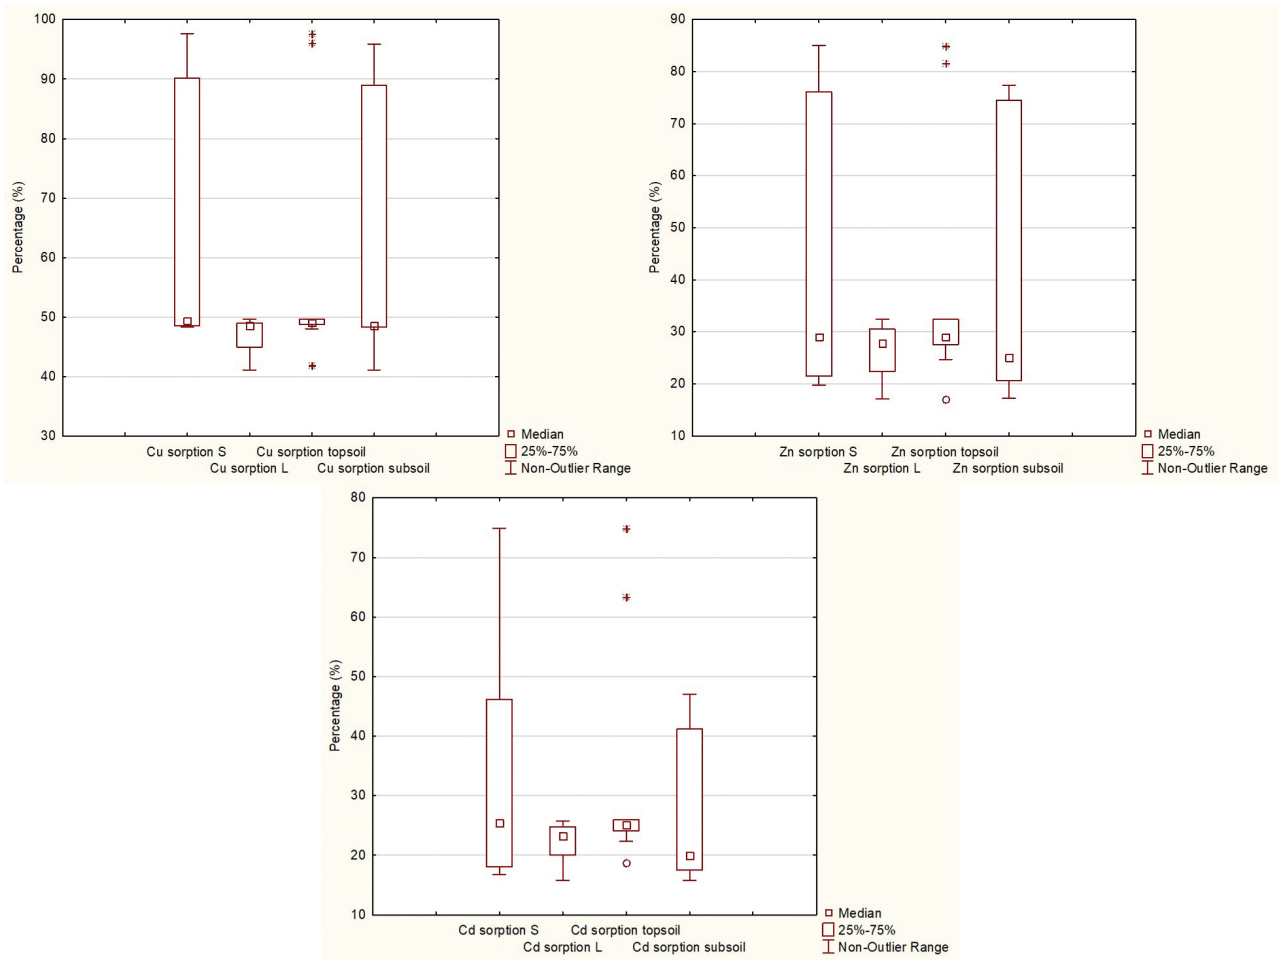 100
90
80
70
60
50
40
30
Percentage (%)
Cu sorption S
Cu sorption topsoil
Cu sorption L
Cu sorption subsoil
Median
25%-75%
Non-Outlier Range
90
80
70
60
50
40
30
20
10
Percentage (%)
Zn sorption S
Zn sorption topsoil
Zn sorption L
Zn sorption subsoil
Median
25%-75%
Non-Outlier Range
80
70
60
50
40
30
20
10
Percentage (%)
Cd sorption S
Cd sorption topsoil
Cd sorption L
Cd sorption subsoil
Median
25%-75%
Non-Outlier Range